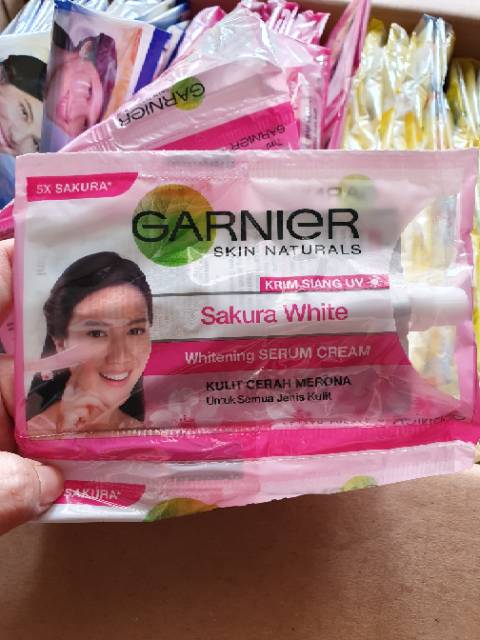 GARNIER
GARNIER
5X SAKURA*
GARNIER
SKIN NATURALS
KRIM SIANG UV
Sakura White
Whitening SERUM CREAM
KULIT CERAH MERONA
Untuk Semua Jenis Kulit
SAKURA*